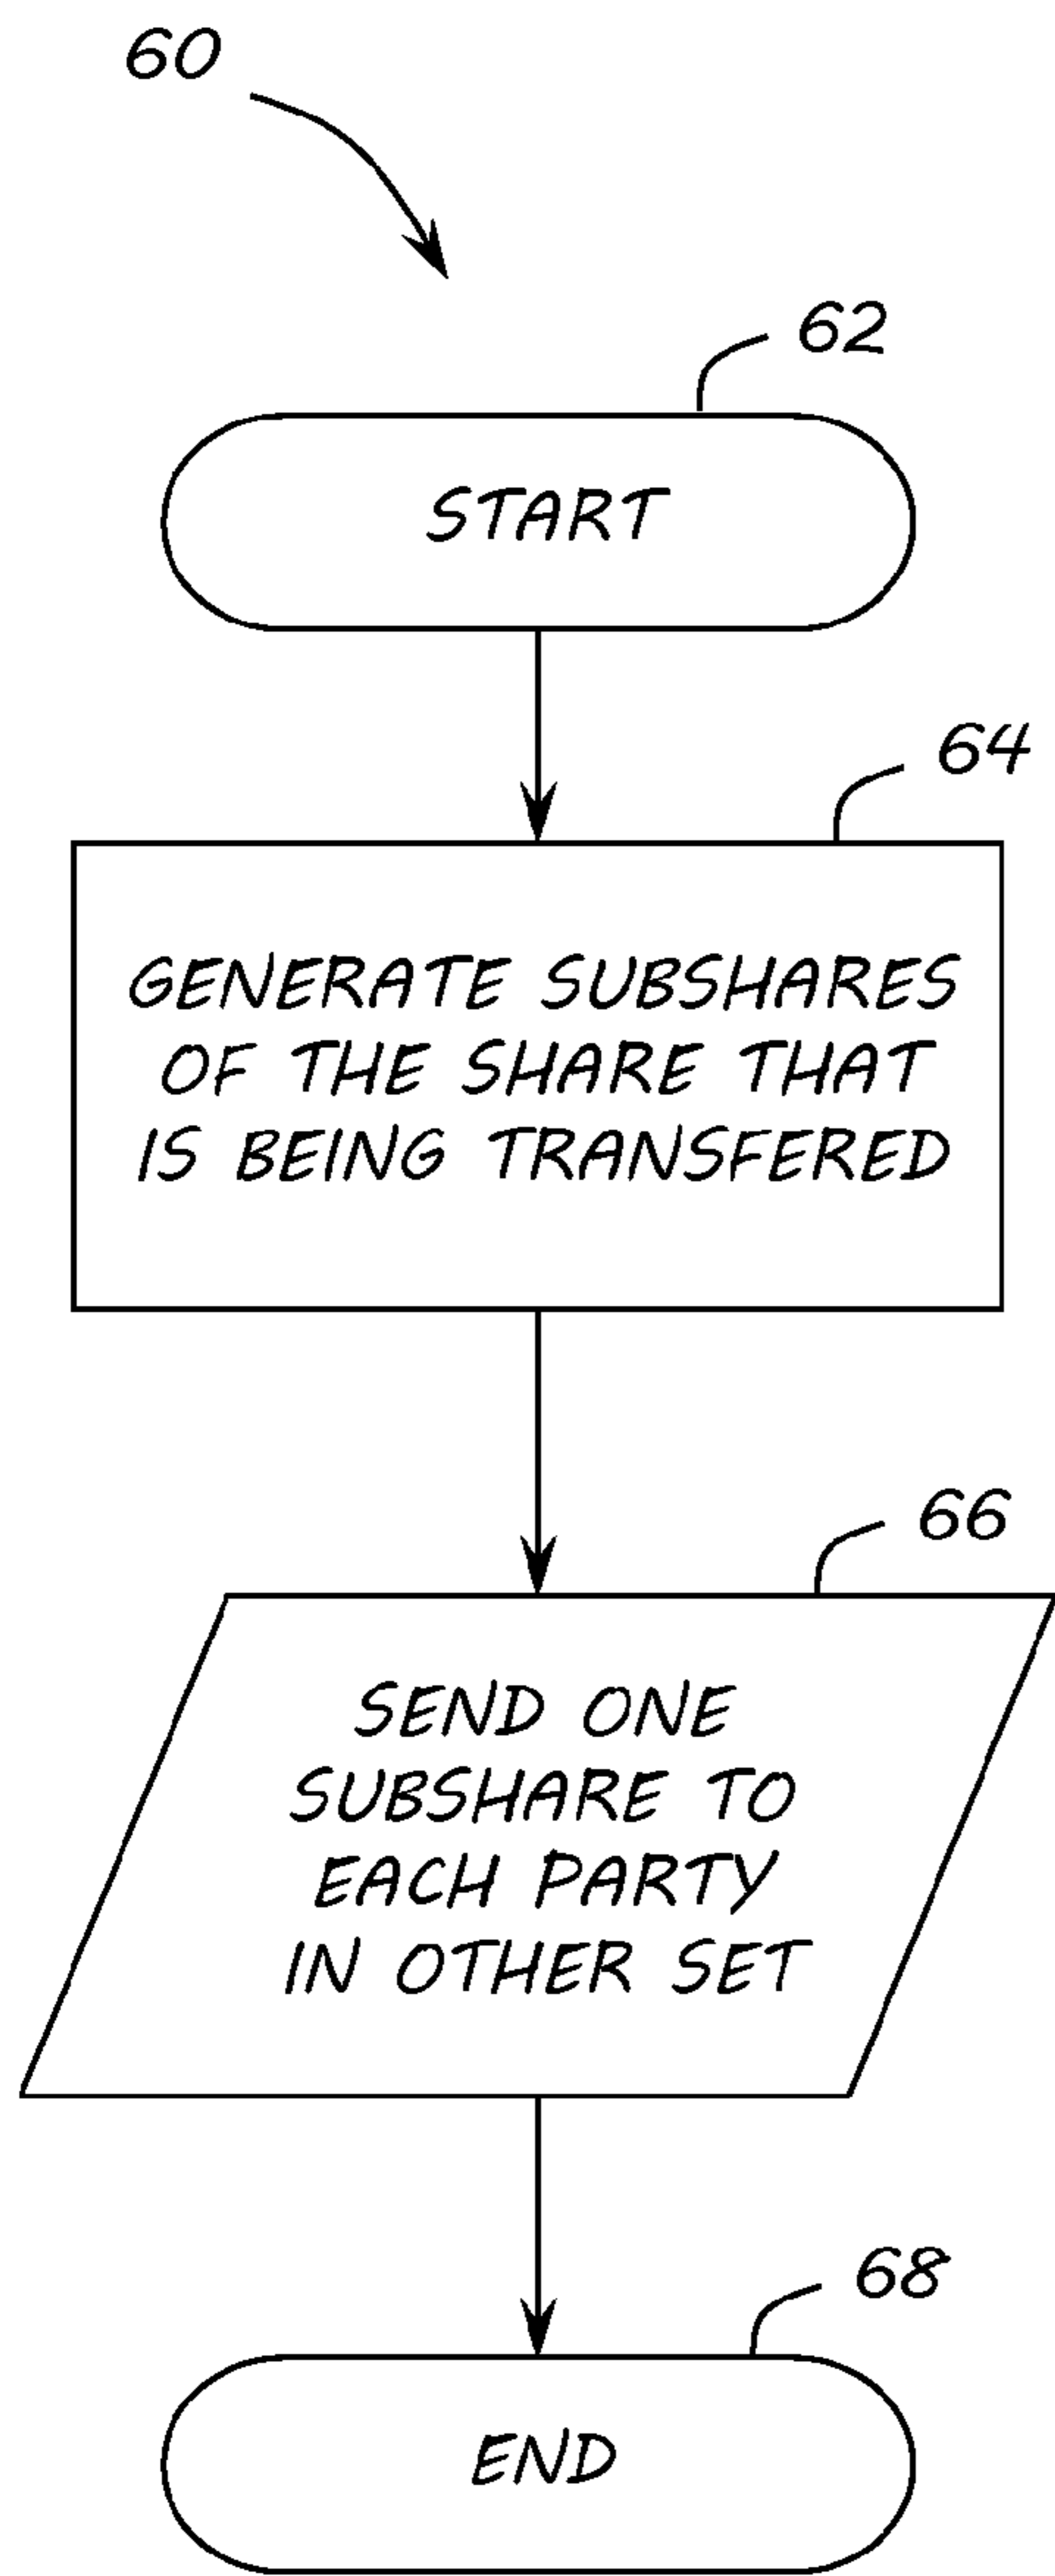 60
62
START
64
GENERATE SUBSHARES
OF THE SHARE THAT
IS BEING TRANSFERED
66
SEND ONE
SUBSHARE TO
EACH PARTY
IN OTHER SET
68
END